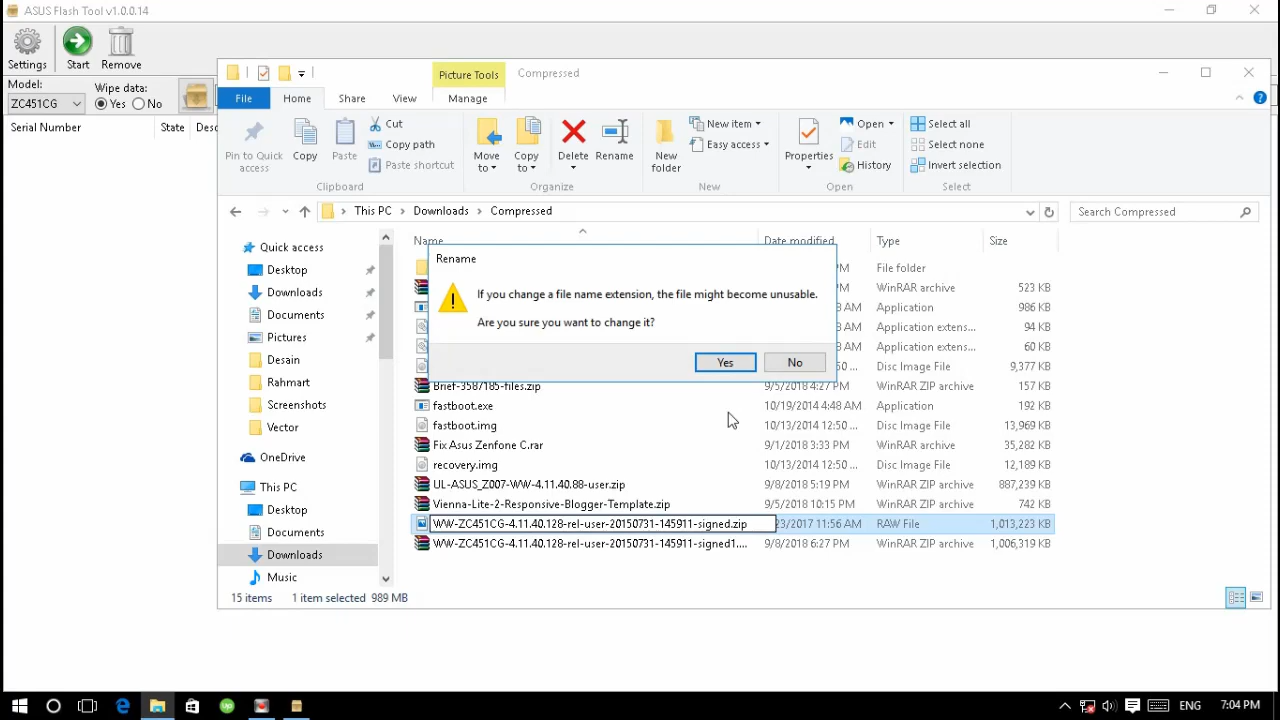 ASUS Flash Tool v1.0.0.14
Settings
Start
Remove
Model:
ZC451CG
Wipe data:
Yes
No
Serial Number
State
Desc
Picture Tools
Compressed
File
Home
Share
View
Manage
Pin to Quick
access
Copy
Paste
Cut
Copy path
Paste shortcut
Clipboard
Move
to
Copy
to
Delete
Rename
Organize
New
folder
New item
Easy access
New
Properties
Open
Edit
History
Open
Select all
Select none
Invert selection
Select
This PC > Downloads > Compressed
Search Compressed
Quick access
Desktop
Downloads
Documents
Pictures
Desain
Rahmart
Screenshots
Vector
OneDrive
This PC
Desktop
Documents
Downloads
Music
Name
Date modified
Type
Size
M File folder
M WinRAR archive 523 KB
M Application 986 KB
M Application extens... 94 KB
M Application extens... 60 KB
Disc Image File 9,377 KB
Brief-3587185-files.zip 9/5/2018 4:27 PM WinRAR ZIP archive 157 KB
fastboot.exe 10/19/2014 4:48 AM Application 192 KB
fastboot.img 10/13/2014 12:50 ... Disc Image File 13,969 KB
Fix Asus Zenfone C.rar 9/1/2018 3:33 PM WinRAR archive 35,282 KB
recovery.img 10/13/2014 12:50 ... Disc Image File 12,189 KB
UL-ASUS_Z007-WW-4.11.40.88-user.zip 9/8/2018 5:19 PM WinRAR ZIP archive 887,239 KB
Vienna-Lite-2-Responsive-Blogger-Template.zip 9/5/2018 10:15 PM WinRAR ZIP archive 742 KB
WW-ZC451CG-4.11.40.128-rel-user-20150731-145911-signed.zip 23/2017 11:56 AM RAW File 1,013,223 KB
WW-ZC451CG-4.11.40.128-rel-user-20150731-145911-signed1.... 9/8/2018 6:27 PM WinRAR ZIP archive 1,006,319 KB
Rename
If you change a file name extension, the file might become unusable.
Are you sure you want to change it?
Yes
No
15 items
1 item selected 989 MB
Up
ENG
7:04 PM